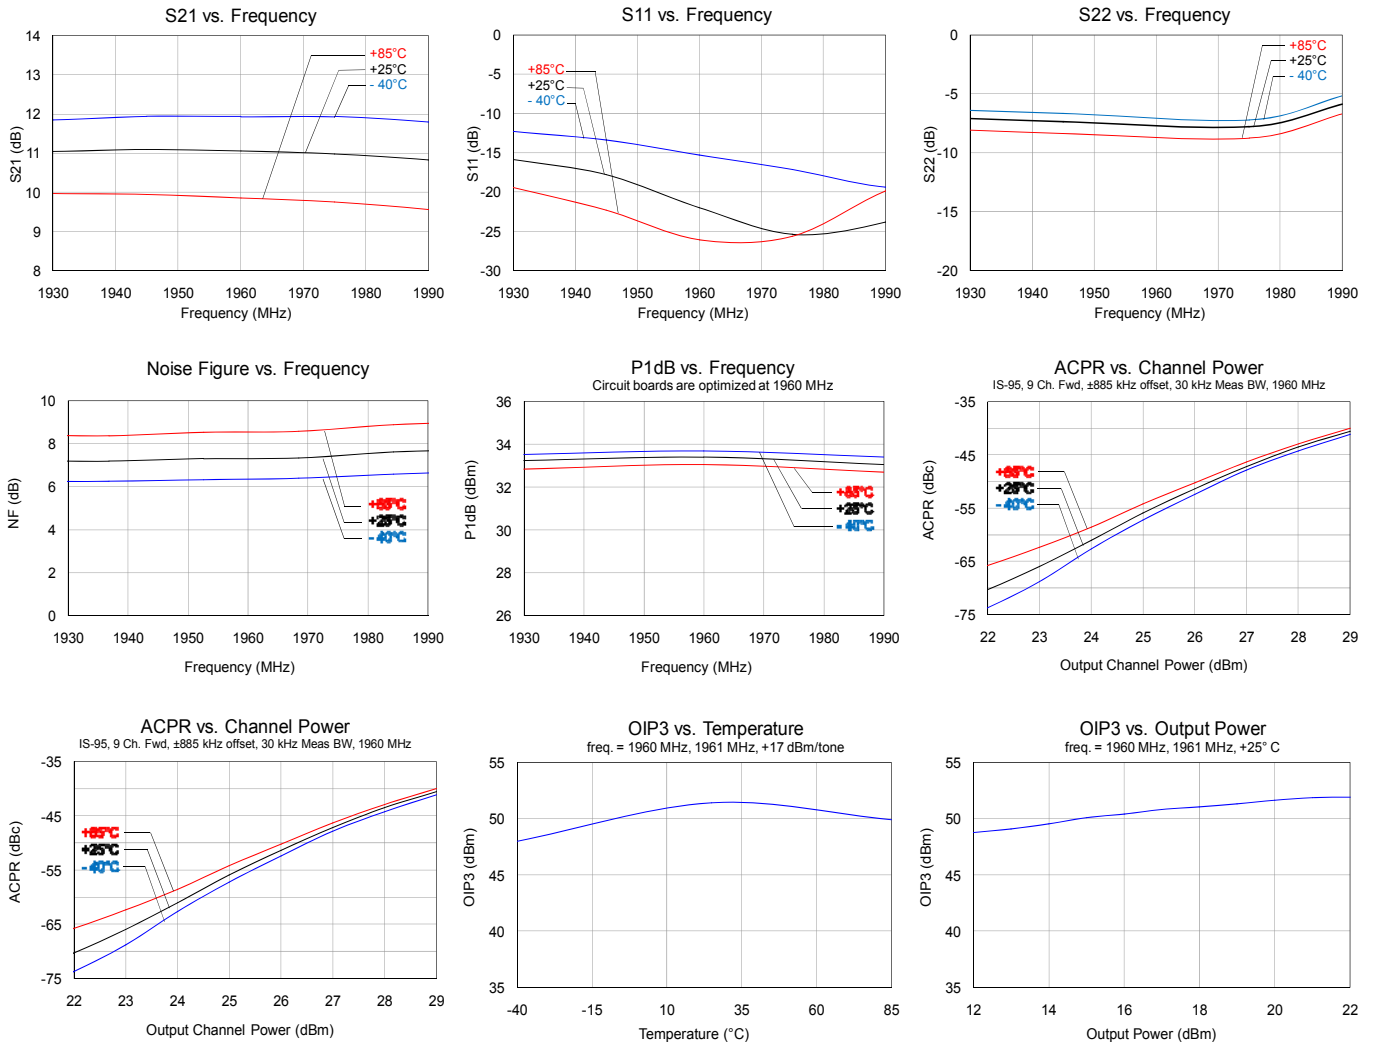 S21 vs. Frequency
14
13
12
11
10
9
8
S21 (dB)
+85°C
+25°C
- 40°C
1930 1940 1950 1960 1970 1980 1990
Frequency (MHz)
S11 vs. Frequency
0
-5
-10
-15
-20
-25
-30
S11 (dB)
+85°C
+25°C
- 40°C
1930 1940 1950 1960 1970 1980 1990
Frequency (MHz)
S22 vs. Frequency
0
-5
-10
-15
-20
S22 (dB)
+85°C
+25°C
- 40°C
1930 1940 1950 1960 1970 1980 1990
Frequency (MHz)
Noise Figure vs. Frequency
10
8
6
4
2
0
NF (dB)
+85°C
+25°C
- 40°C
1930 1940 1950 1960 1970 1980 1990
Frequency (MHz)
P1dB vs. Frequency
Circuit boards are optimized at 1960 MHz
36
34
32
30
28
26
P1dB (dBm)
+85°C
+25°C
- 40°C
1930 1940 1950 1960 1970 1980 1990
Frequency (MHz)
ACPR vs. Channel Power
IS-95, 9 Ch. Fwd, ±885 kHz offset, 30 kHz Meas BW, 1960 MHz
-35
-45
-55
-65
-75
ACPR (dBc)
+85°C
+25°C
- 40°C
22 23 24 25 26 27 28 29
Output Channel Power (dBm)
ACPR vs. Channel Power
IS-95, 9 Ch. Fwd, ±885 kHz offset, 30 kHz Meas BW, 1960 MHz
-35
-45
-55
-65
-75
ACPR (dBc)
+85°C
+25°C
- 40°C
22 23 24 25 26 27 28 29
Output Channel Power (dBm)
OIP3 vs. Temperature
freq. = 1960 MHz, 1961 MHz, +17 dBm/tone
55
50
45
40
35
OIP3 (dBm)
-40 -15 10 35 60 85
Temperature (°C)
OIP3 vs. Output Power
freq. = 1960 MHz, 1961 MHz, +25° C
55
50
45
40
35
OIP3 (dBm)
12 14 16 18 20 22
Output Power (dBm)